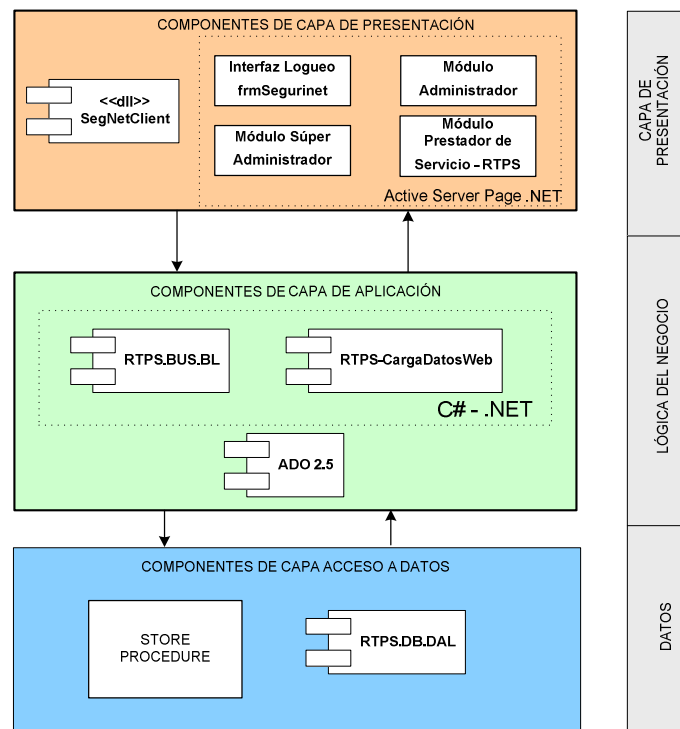 COMPONENTES DE CAPA DE PRESENTACIÓN
<<dll>>
SegNetClient
Interfaz Logueo
frmSegurinet
Módulo
Administrador
Módulo Súper
Administrador
Módulo
Prestador de
Servicio - RTPS
Active Server Page .NET
CAPA DE
PRESENTACIÓN
COMPONENTES DE CAPA DE APLICACIÓN
RTPS.BUS.BL
RTPS-CargaDatosWeb
C# - .NET
ADO 2.5
LÓGICA DEL NEGOCIO
COMPONENTES DE CAPA ACCESO A DATOS
STORE
PROCEDURE
RTPS.DB.DAL
DATOS